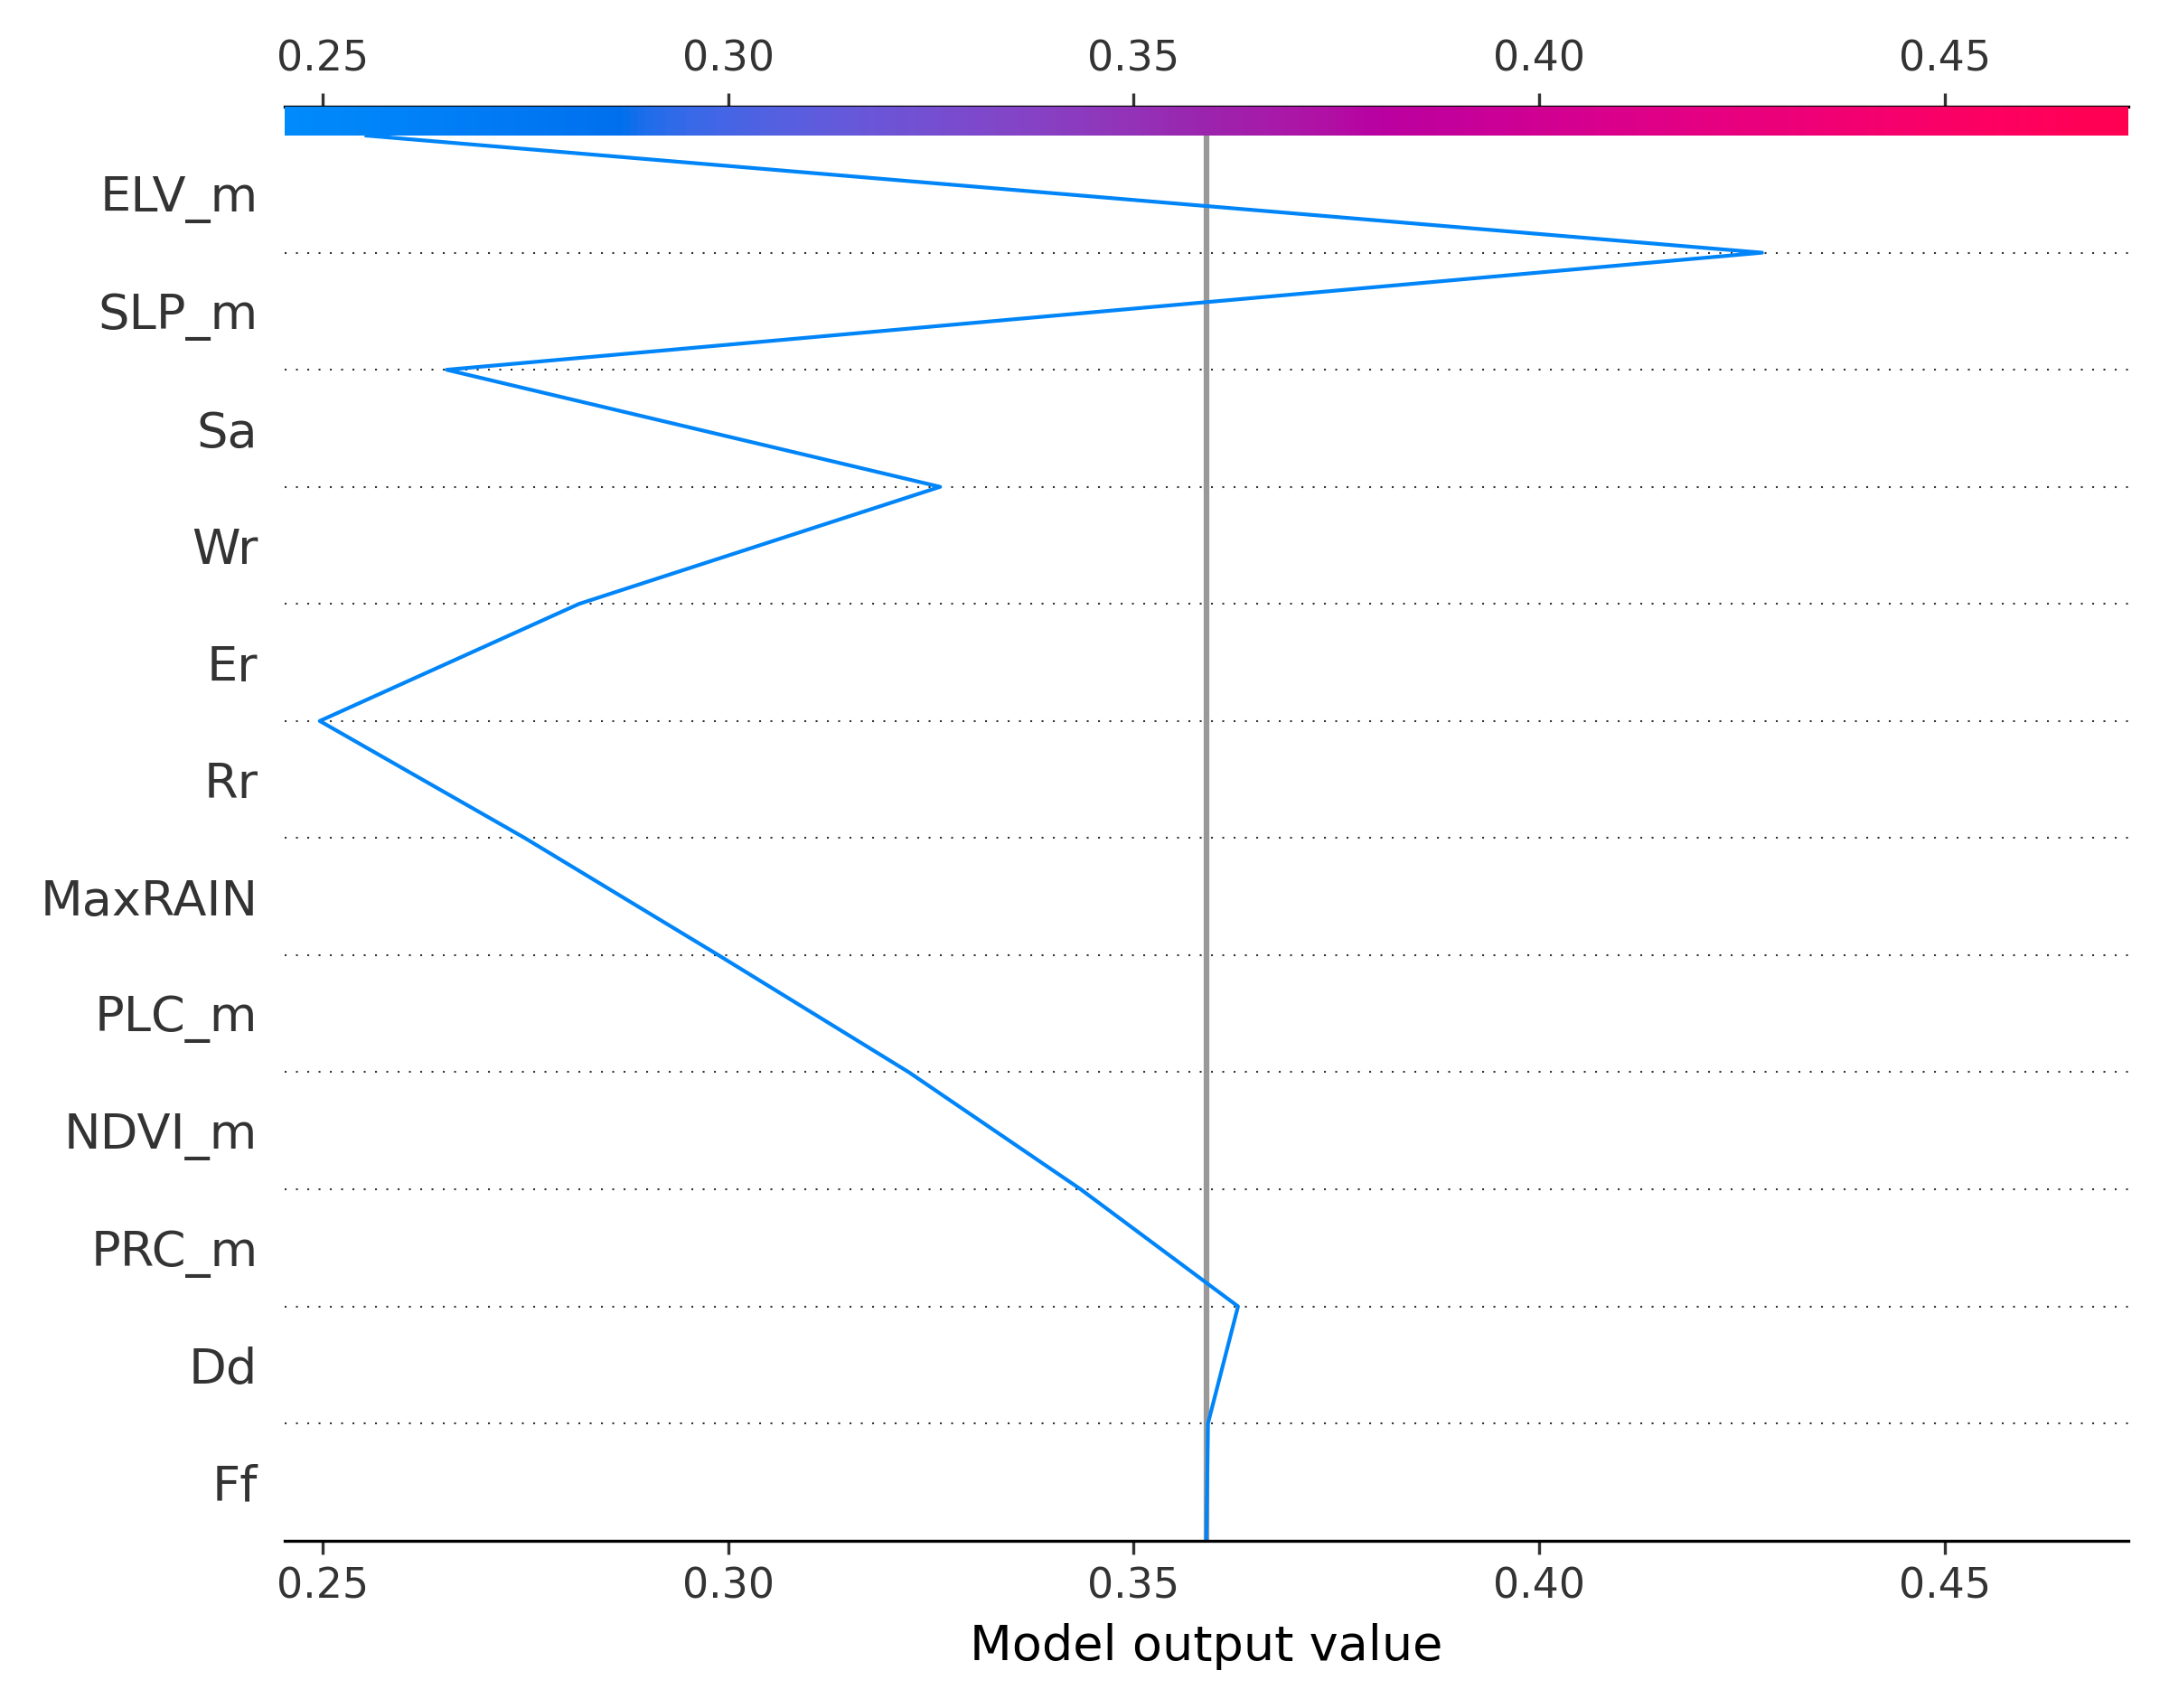 0.25 0.30 0.35 0.40 0.45
ELV_m
SLP_m
Sa
Wr
Er
Rr
MaxRAIN
PLC_m
NDVI_m
PRC_m
Dd
Ff
0.25 0.30 0.35 0.40 0.45
Model output value